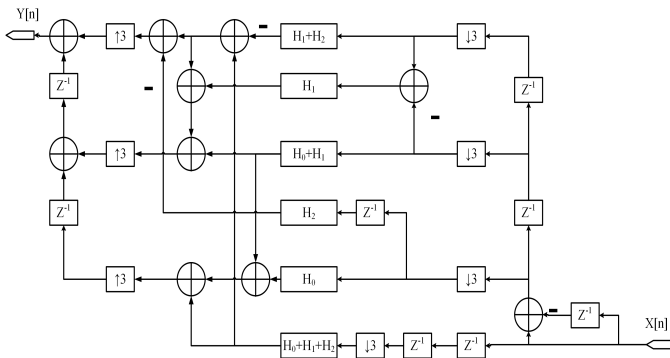 Y[n]
↑3
H₁+H₂
↓3
Z⁻¹
H₁
Z⁻¹
↑3
H₀+H₁
↓3
Z⁻¹
H₂
Z⁻¹
Z⁻¹
↑3
H₀
↓3
Z⁻¹
X[n]
H₀+H₁+H₂
↓3
Z⁻¹
Z⁻¹